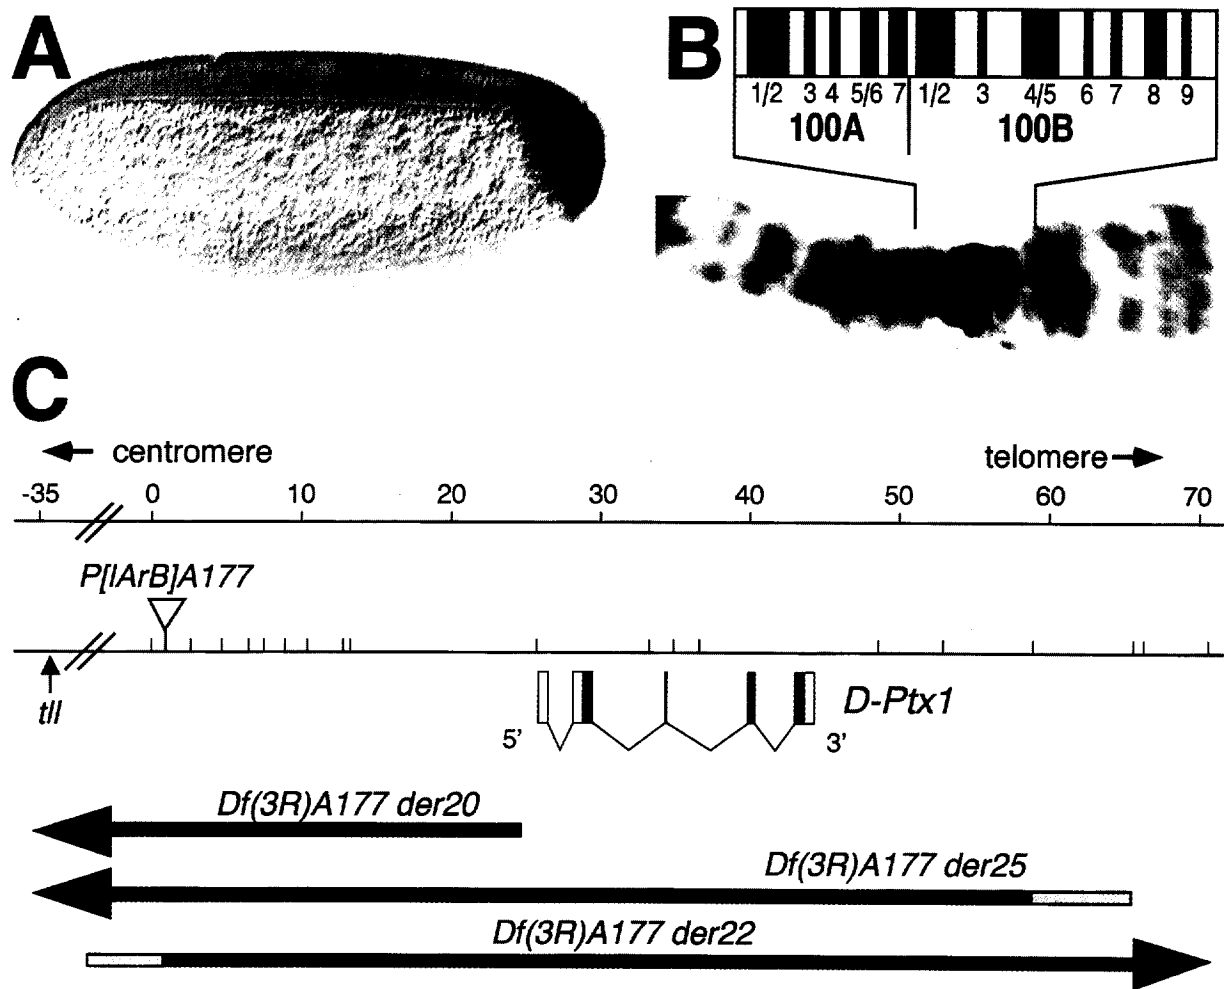 A
B
1/2 3 4 5/6 7 1/2 3 4/5 6 7 8 9
100A 100B
C
centromere telomere
-35 0 10 20 30 40 50 60 70
P[lArB]A177
tll
D-Ptx1
5' 3'
Df(3R)A177 der20
Df(3R)A177 der25
Df(3R)A177 der22